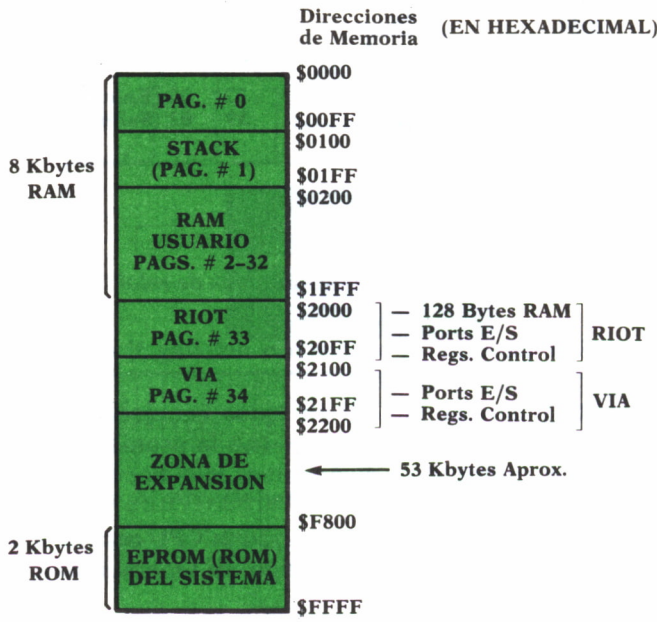 Direcciones
de Memoria
(EN HEXADECIMAL)
$0000
PAG. # 0
$00FF
$0100
STACK
(PAG. # 1)
$01FF
8 Kbytes
RAM
$0200
RAM
USUARIO
PAGS. # 2-32
$1FFF
$2000
RIOT
PAG. # 33
$20FF
— 128 Bytes RAM
— Ports E/S
— Regs. Control
RIOT
$2100
VIA
PAG. # 34
$21FF
— Ports E/S
— Regs. Control
VIA
$2200
ZONA DE
EXPANSION
53 Kbytes Aprox.
$F800
2 Kbytes
ROM
EPROM (ROM)
DEL SISTEMA
$FFFF